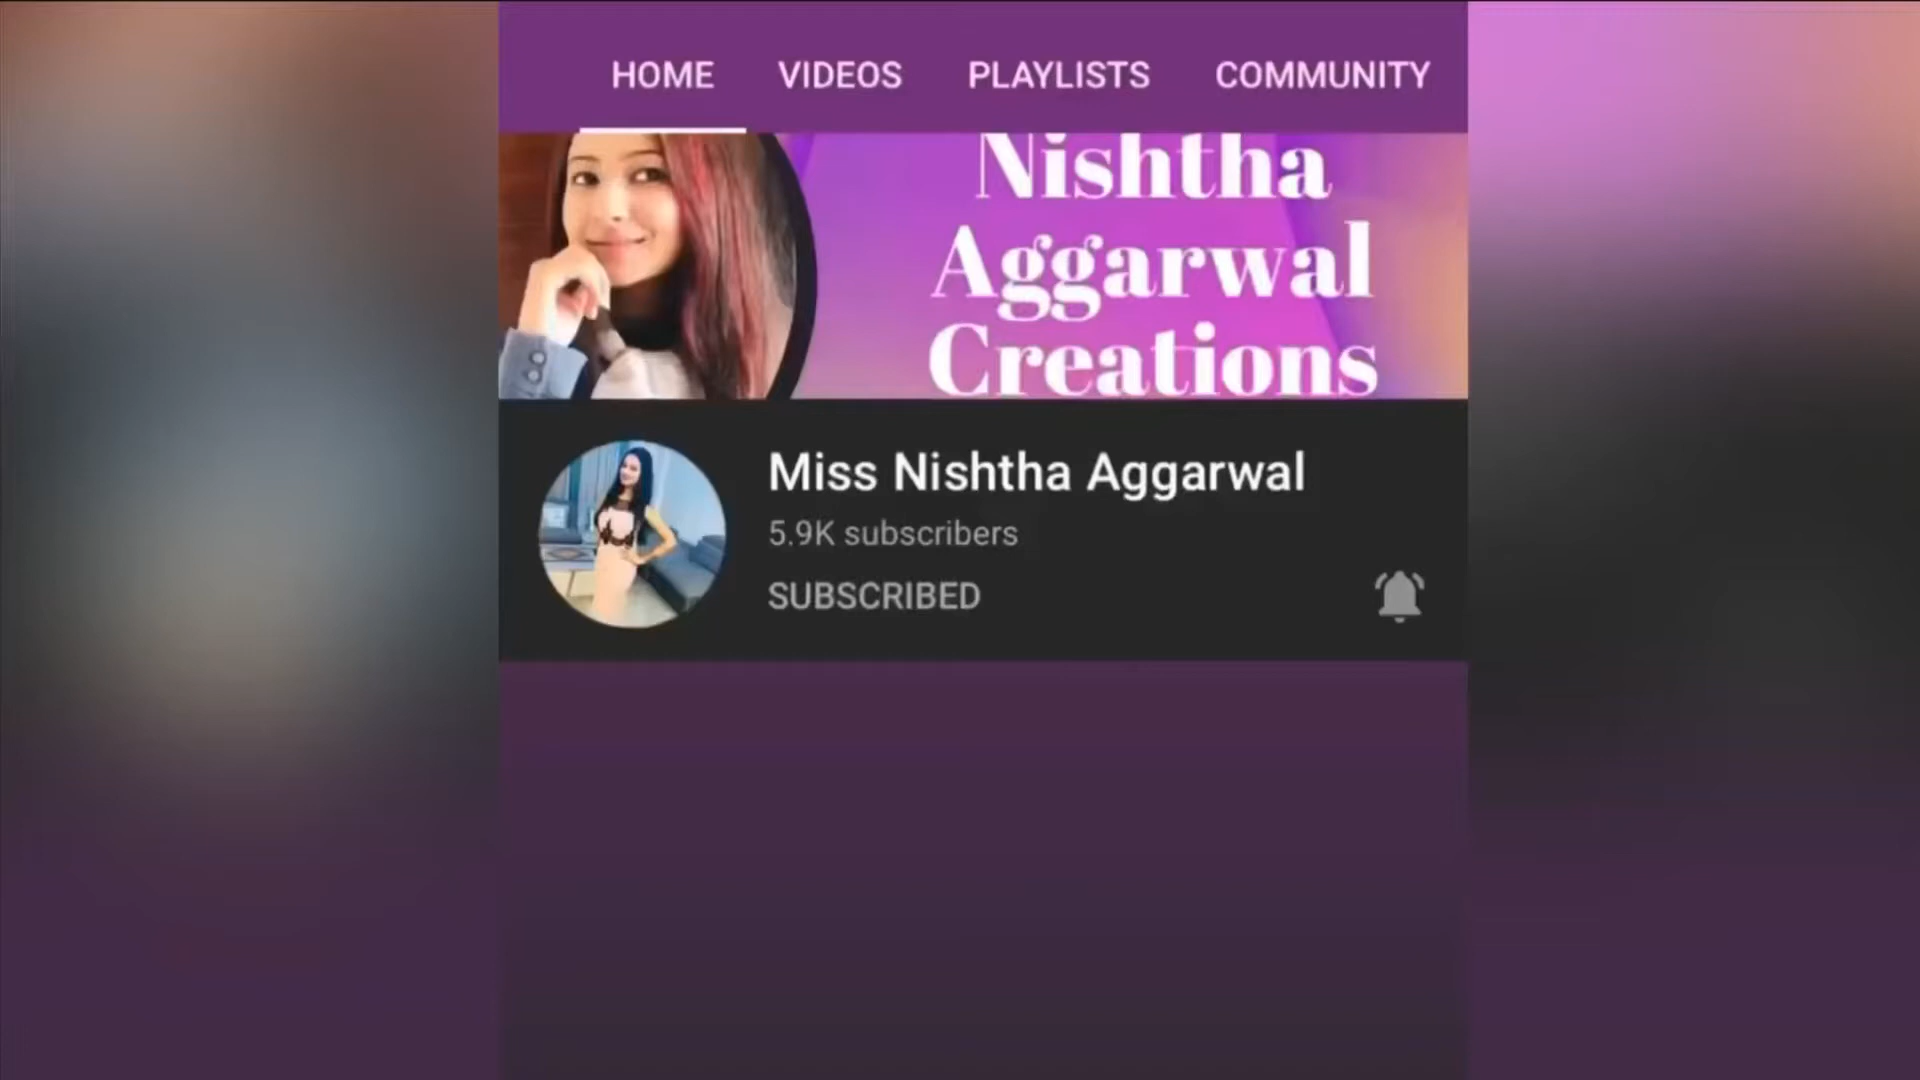 HOME VIDEOS PLAYLISTS COMMUNITY
Nishtha
Aggarwal
Creations
Miss Nishtha Aggarwal
5.9K subscribers
SUBSCRIBED